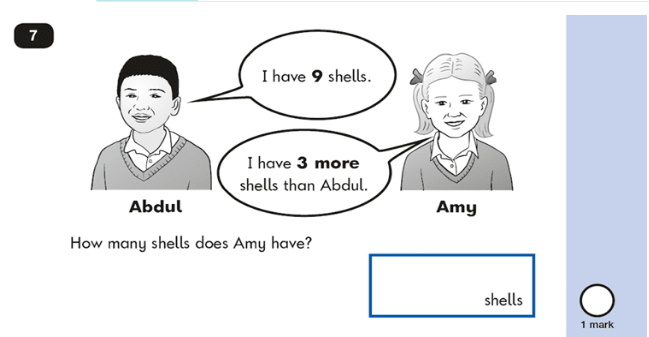 7
I have 9 shells.
I have 3 more
shells than Abdul.
Abdul
Amy
How many shells does Amy have?
shells
1 mark